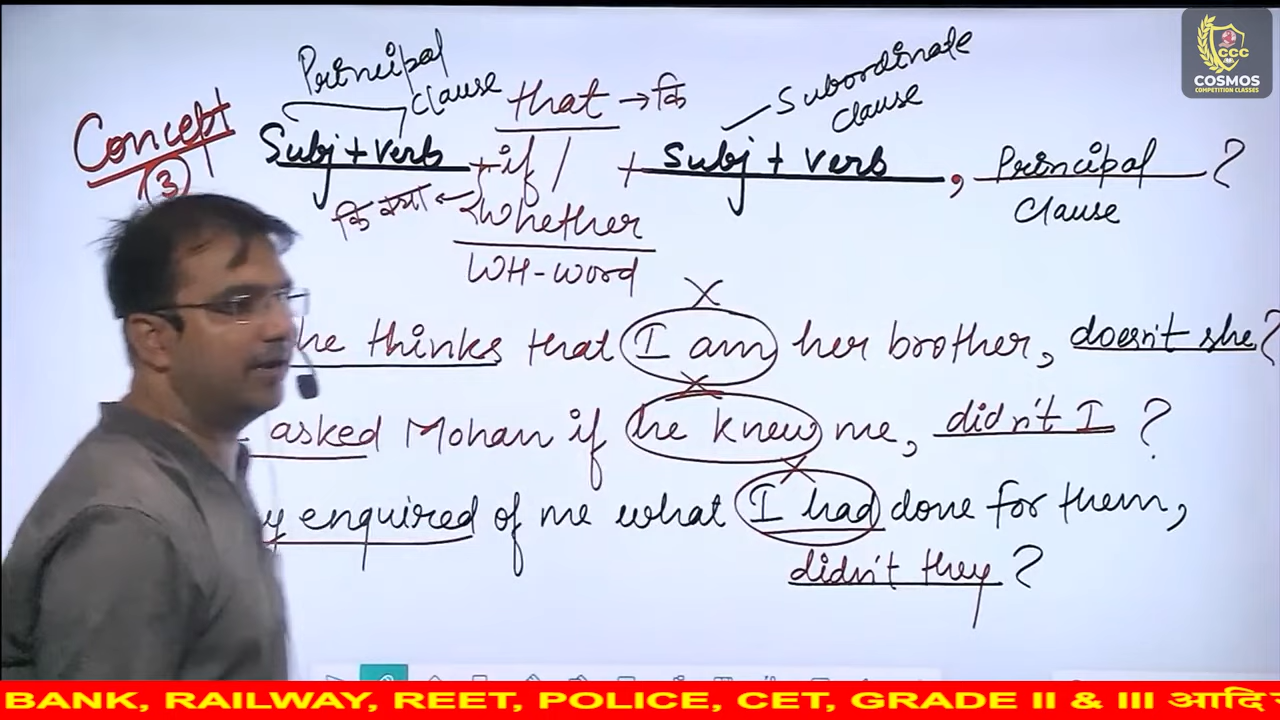 Principal
clause
Subordinate
clause
Concept
3
Subj + verb + that → कि
if /
Whether
WH-word
कि क्या ←
+ Subj + verb , Principal ?
Clause
he thinks that I am her brother, doesn't she?
asked Mohan if he knew me, didn't I ?
y enquired of me what I had done for them,
didn't they ?
CCC
COSMOS
COMPETITION CLASSES
BANK, RAILWAY, REET, POLICE, CET, GRADE II & III आदि